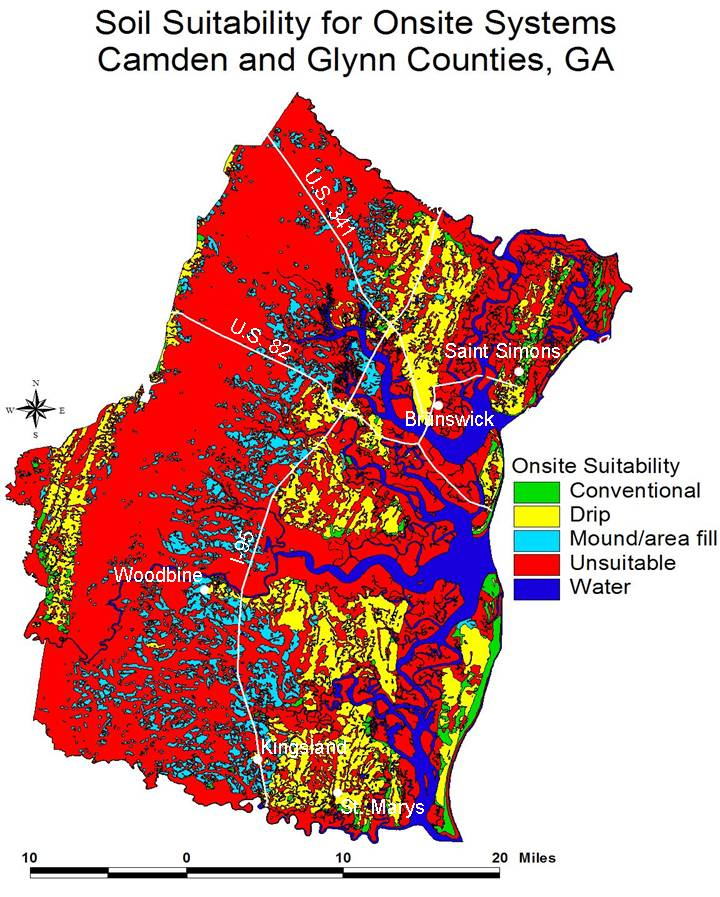 Soil Suitability for Onsite Systems
Camden and Glynn Counties, GA
U.S. 341
U.S. 82
Saint Simons
Brunswick
N
W E
S
Onsite Suitability
Conventional
Drip
Mound/area fill
Unsuitable
Water
I-95
Woodbine
Kingsland
St. Marys
10 0 10 20 Miles